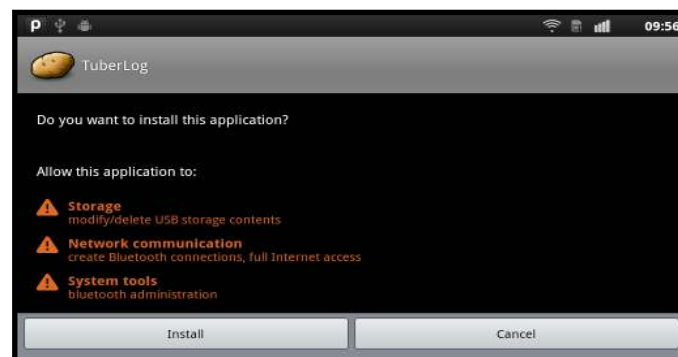 09:56
TuberLog
Do you want to install this application?
Allow this application to:
Storage
modify/delete USB storage contents
Network communication
create Bluetooth connections, full Internet access
System tools
bluetooth administration
Install
Cancel